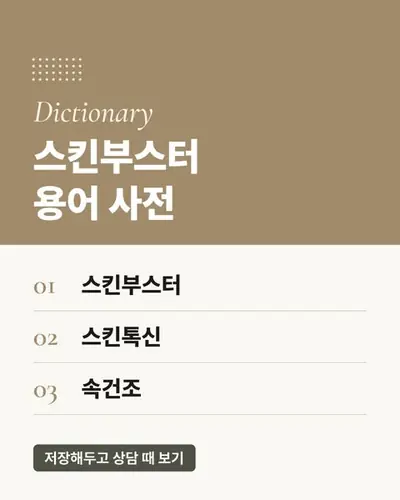 Dictionary
스킨부스터
용어 사전
01 스킨부스터
02 스킨톡신
03 속건조
저장해두고 상담 때 보기